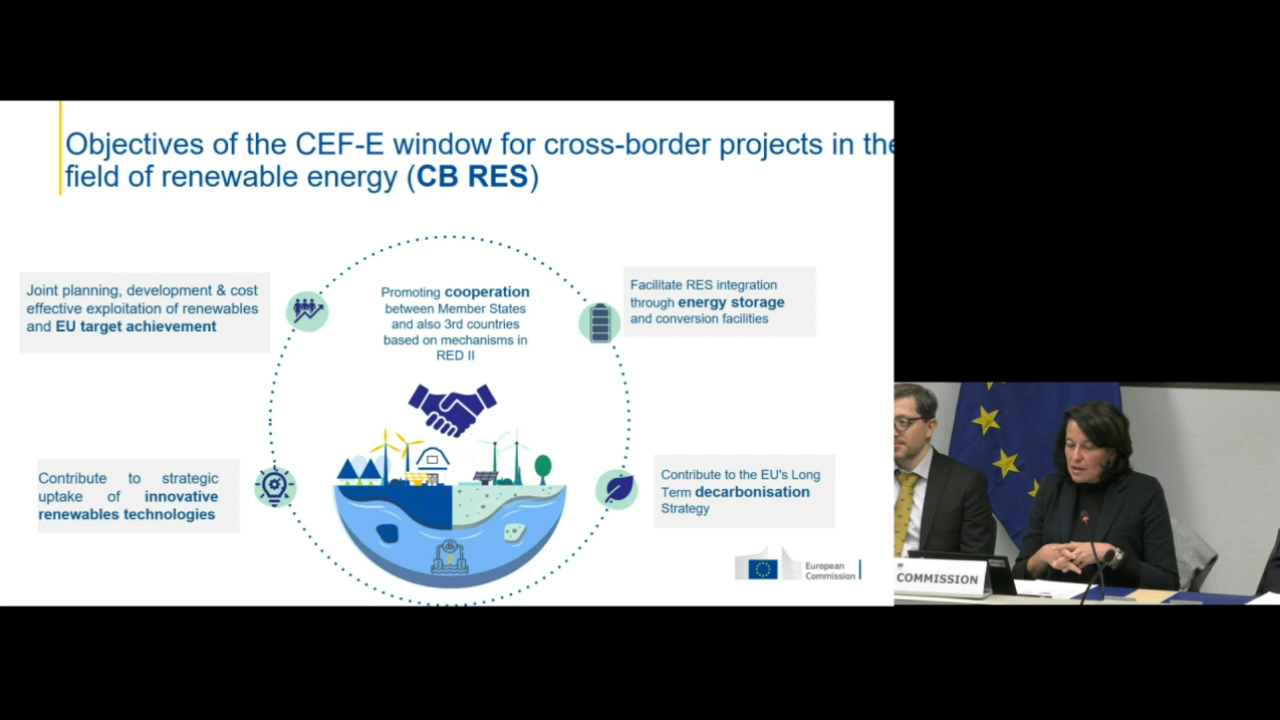 Objectives of the CEF-E window for cross-border projects in the
field of renewable energy (CB RES)
Joint planning, development & cost
effective exploitation of renewables
and EU target achievement
Promoting cooperation
between Member States
and also 3rd countries
based on mechanisms in
RED II
Facilitate RES integration
through energy storage
and conversion facilities
Contribute to strategic
uptake of innovative
renewables technologies
Contribute to the EU's Long
Term decarbonisation
Strategy
European
Commission
COMMISSION